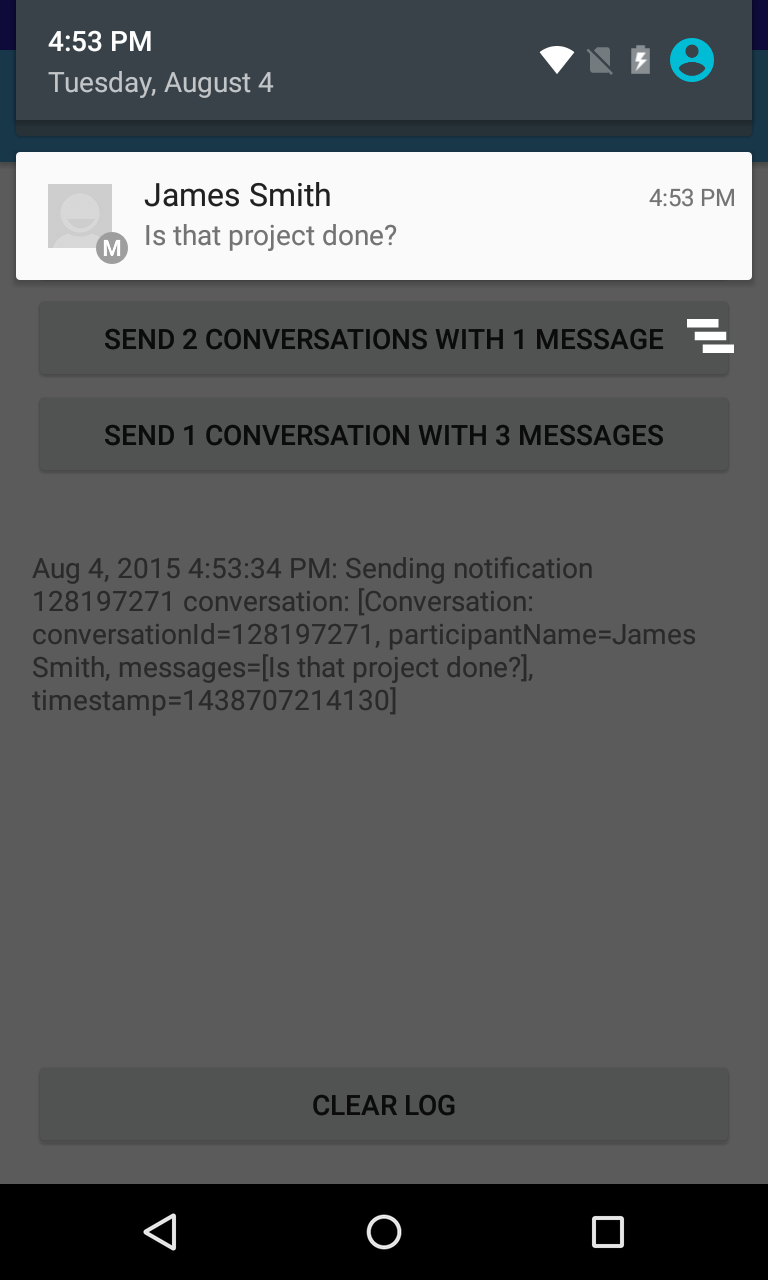 4:53 PM
Tuesday, August 4
James Smith
4:53 PM
M
Is that project done?
SEND 2 CONVERSATIONS WITH 1 MESSAGE
SEND 1 CONVERSATION WITH 3 MESSAGES
Aug 4, 2015 4:53:34 PM: Sending notification
128197271 conversation: [Conversation:
conversationId=128197271, participantName=James
Smith, messages=[Is that project done?],
timestamp=1438707214130]
CLEAR LOG